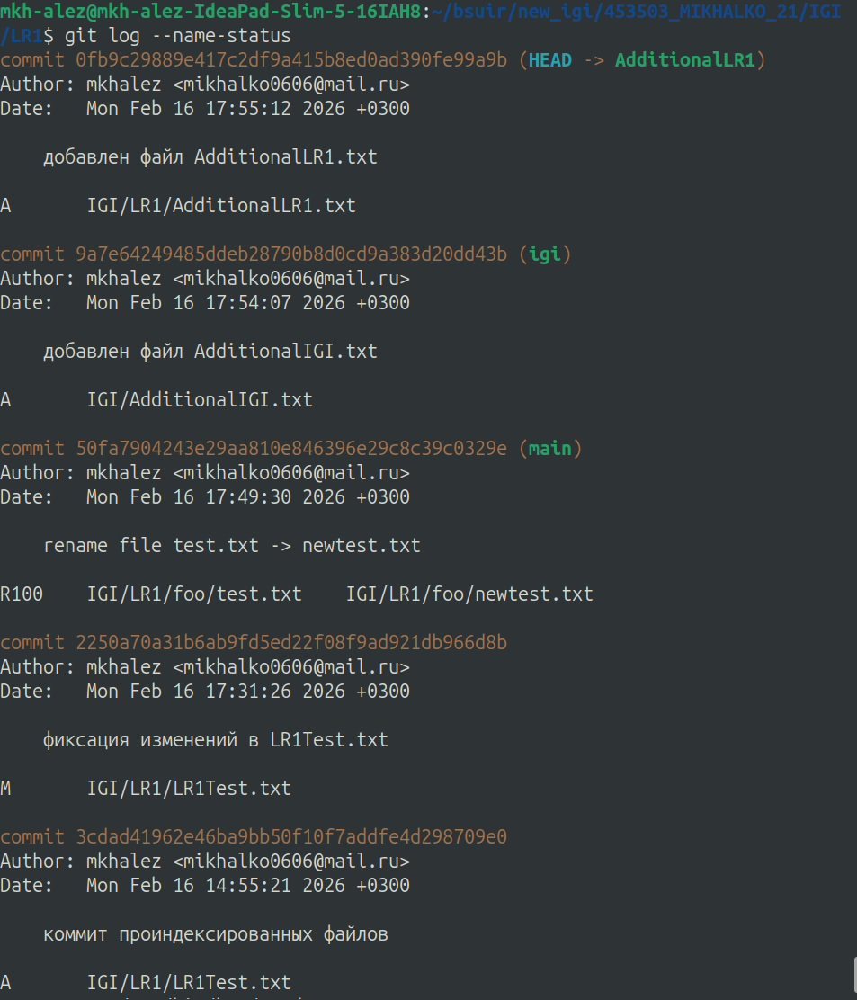 mkh-alez@mkh-alez-IdeaPad-Slim-5-16IAH8:~/bsuir/new_igi/453503_MIKHALKO_21/IGI
/LR1$ git log --name-status
commit 0fb9c29889e417c2df9a415b8ed0ad390fe99a9b (HEAD -> AdditionalLR1)
Author: mkhalez <mikhalko0606@mail.ru>
Date:   Mon Feb 16 17:55:12 2026 +0300
добавлен файл AdditionalLR1.txt
A       IGI/LR1/AdditionalLR1.txt
commit 9a7e64249485ddeb28790b8d0cd9a383d20dd43b (igi)
Author: mkhalez <mikhalko0606@mail.ru>
Date:   Mon Feb 16 17:54:07 2026 +0300
добавлен файл AdditionalIGI.txt
A       IGI/AdditionalIGI.txt
commit 50fa7904243e29aa810e846396e29c8c39c0329e (main)
Author: mkhalez <mikhalko0606@mail.ru>
Date:   Mon Feb 16 17:49:30 2026 +0300
rename file test.txt -> newtest.txt
R100    IGI/LR1/foo/test.txt    IGI/LR1/foo/newtest.txt
commit 2250a70a31b6ab9fd5ed22f08f9ad921db966d8b
Author: mkhalez <mikhalko0606@mail.ru>
Date:   Mon Feb 16 17:31:26 2026 +0300
фиксация изменений в LR1Test.txt
M       IGI/LR1/LR1Test.txt
commit 3cdad41962e46ba9bb50f10f7addfe4d298709e0
Author: mkhalez <mikhalko0606@mail.ru>
Date:   Mon Feb 16 14:55:21 2026 +0300
коммит проиндексированных файлов
A       IGI/LR1/LR1Test.txt